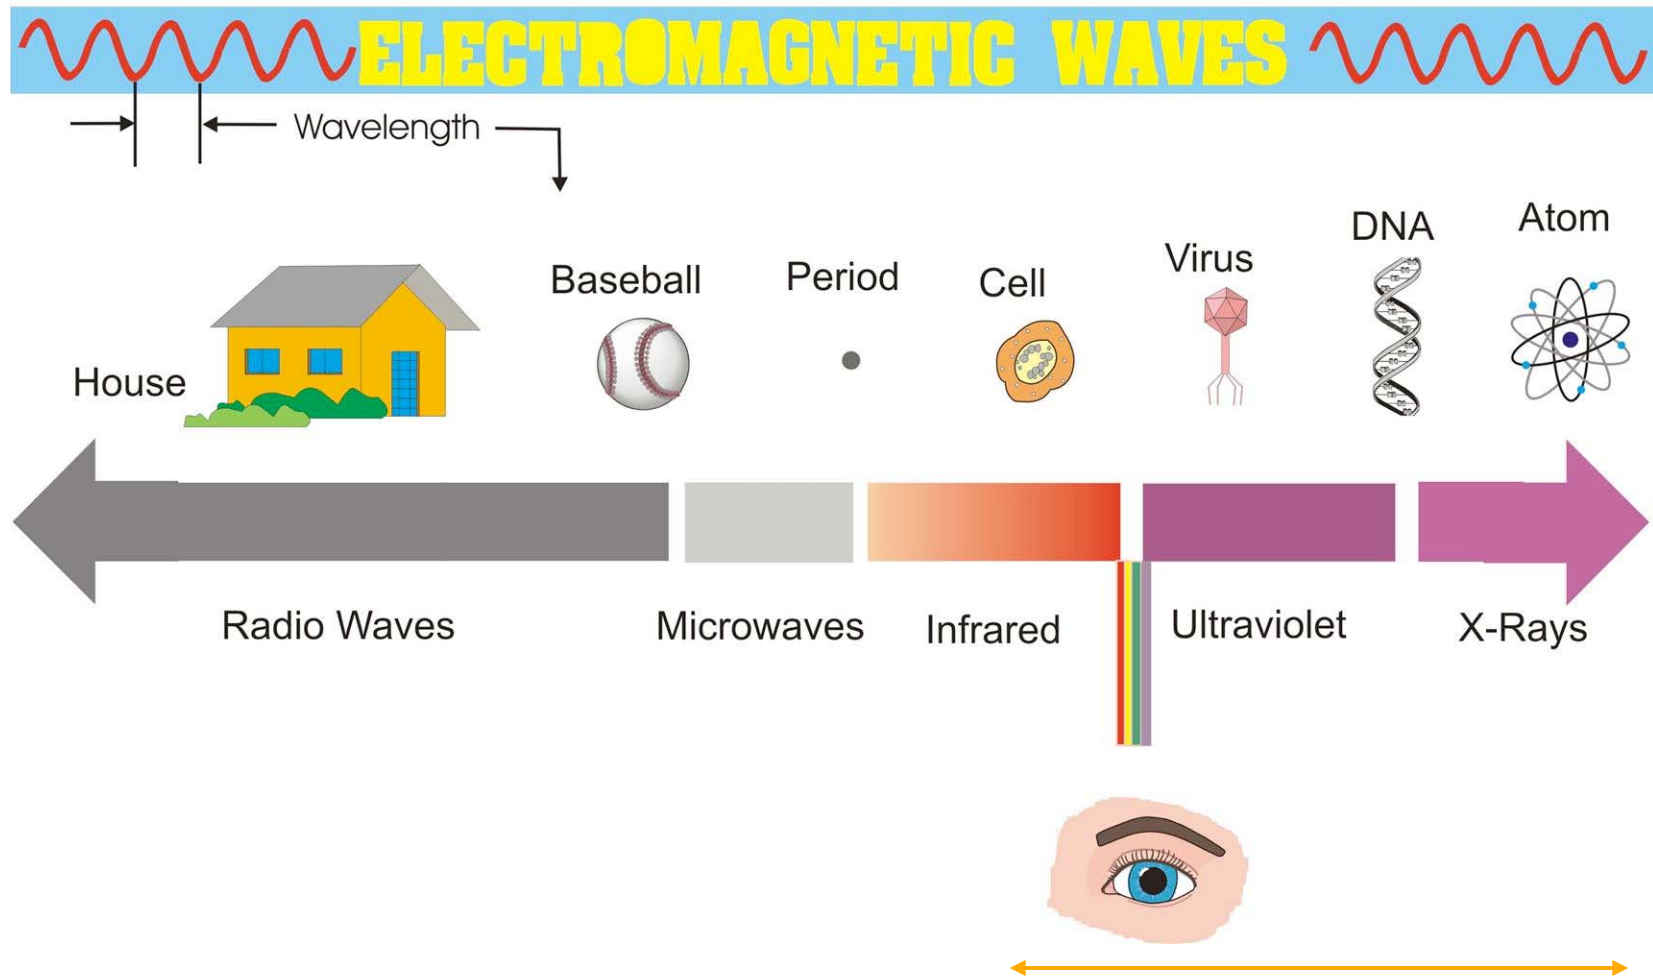 ELECTROMAGNETIC WAVES
Wavelength
House
Baseball
Period
Cell
Virus
DNA
Atom
Radio Waves
Microwaves
Infrared
Ultraviolet
X-Rays